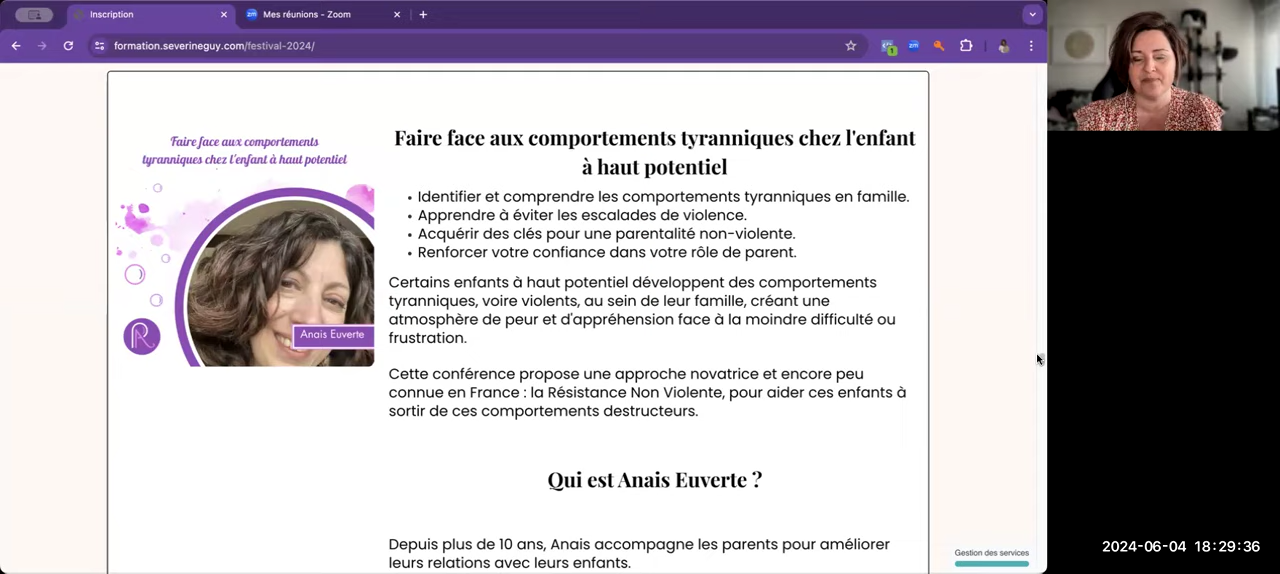 Inscription
Mes réunions - Zoom
formation.severineguy.com/festival-2024/
Faire face aux comportements
tyranniques chez l'enfant à haut potentiel
Anais Euverte
R
Faire face aux comportements tyranniques chez l'enfant
à haut potentiel
• Identifier et comprendre les comportements tyranniques en famille.
• Apprendre à éviter les escalades de violence.
• Acquérir des clés pour une parentalité non-violente.
• Renforcer votre confiance dans votre rôle de parent.
Certains enfants à haut potentiel développent des comportements
tyranniques, voire violents, au sein de leur famille, créant une
atmosphère de peur et d'appréhension face à la moindre difficulté ou
frustration.
Cette conférence propose une approche novatrice et encore peu
connue en France : la Résistance Non Violente, pour aider ces enfants à
sortir de ces comportements destructeurs.
Qui est Anais Euverte ?
Depuis plus de 10 ans, Anais accompagne les parents pour améliorer
leurs relations avec leurs enfants.
Gestion des services
2024-06-04 18:29:36